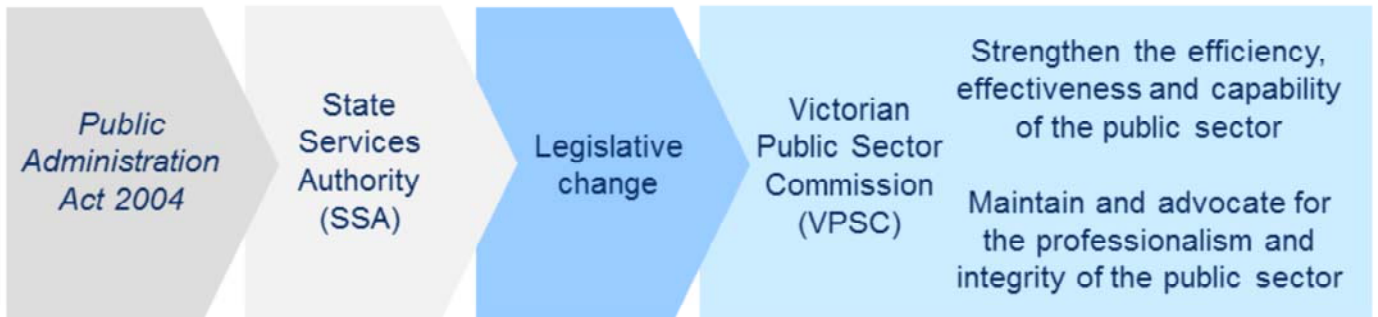 Public
Administration
Act 2004
State
Services
Authority
(SSA)
Legislative
change
Victorian
Public Sector
Commission
(VPSC)
Strengthen the efficiency,
effectiveness and capability
of the public sector
Maintain and advocate for
the professionalism and
integrity of the public sector